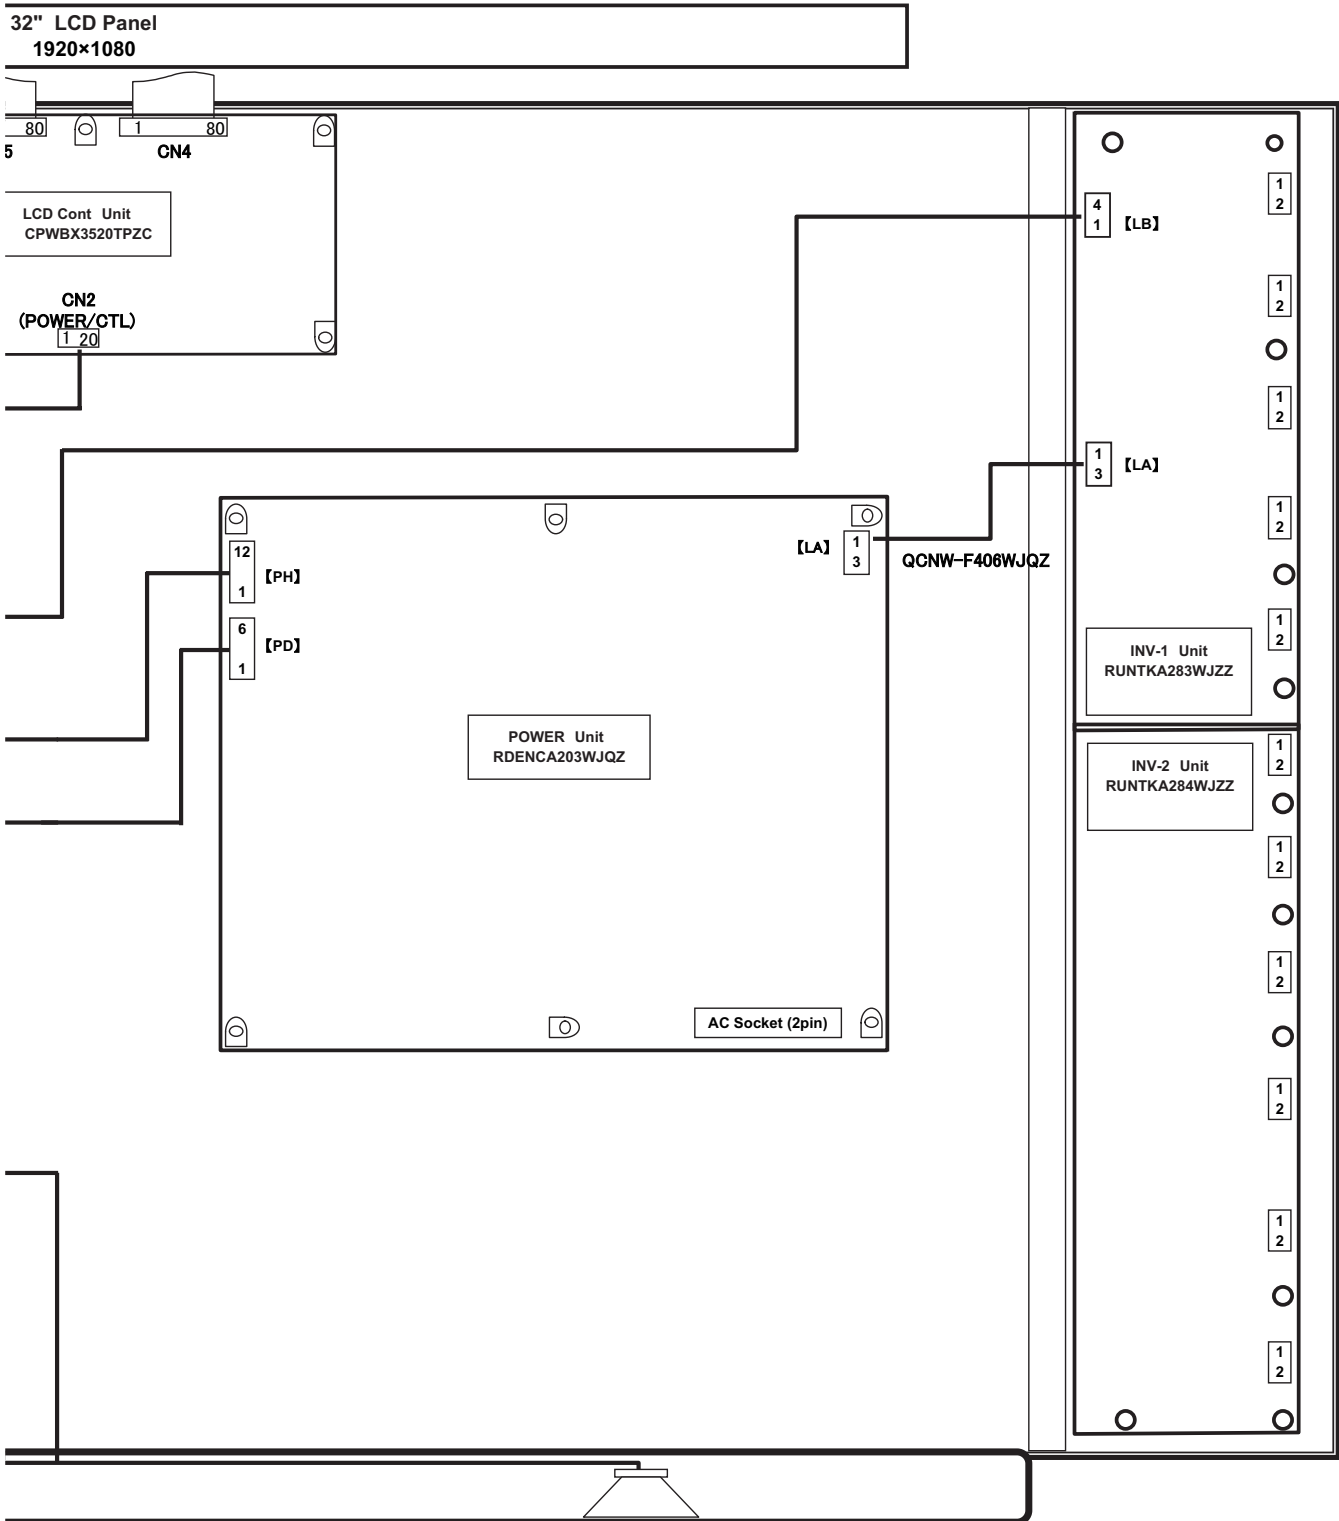 32" LCD Panel
1920×1080
80
5
1 80
CN4
LCD Cont Unit
CPWBX3520TPZC
CN2
(POWER/CTL)
1 20
1
2
4
1
【LB】
1
2
1
2
1
3
【LA】
1
2
【LA】
1
3
QCNW-F406WJQZ
12
1
【PH】
6
1
【PD】
1
2
INV-1 Unit
RUNTKA283WJZZ
POWER Unit
RDENCA203WJQZ
1
2
INV-2 Unit
RUNTKA284WJZZ
1
2
1
2
AC Socket (2pin)
1
2
1
2
1
2